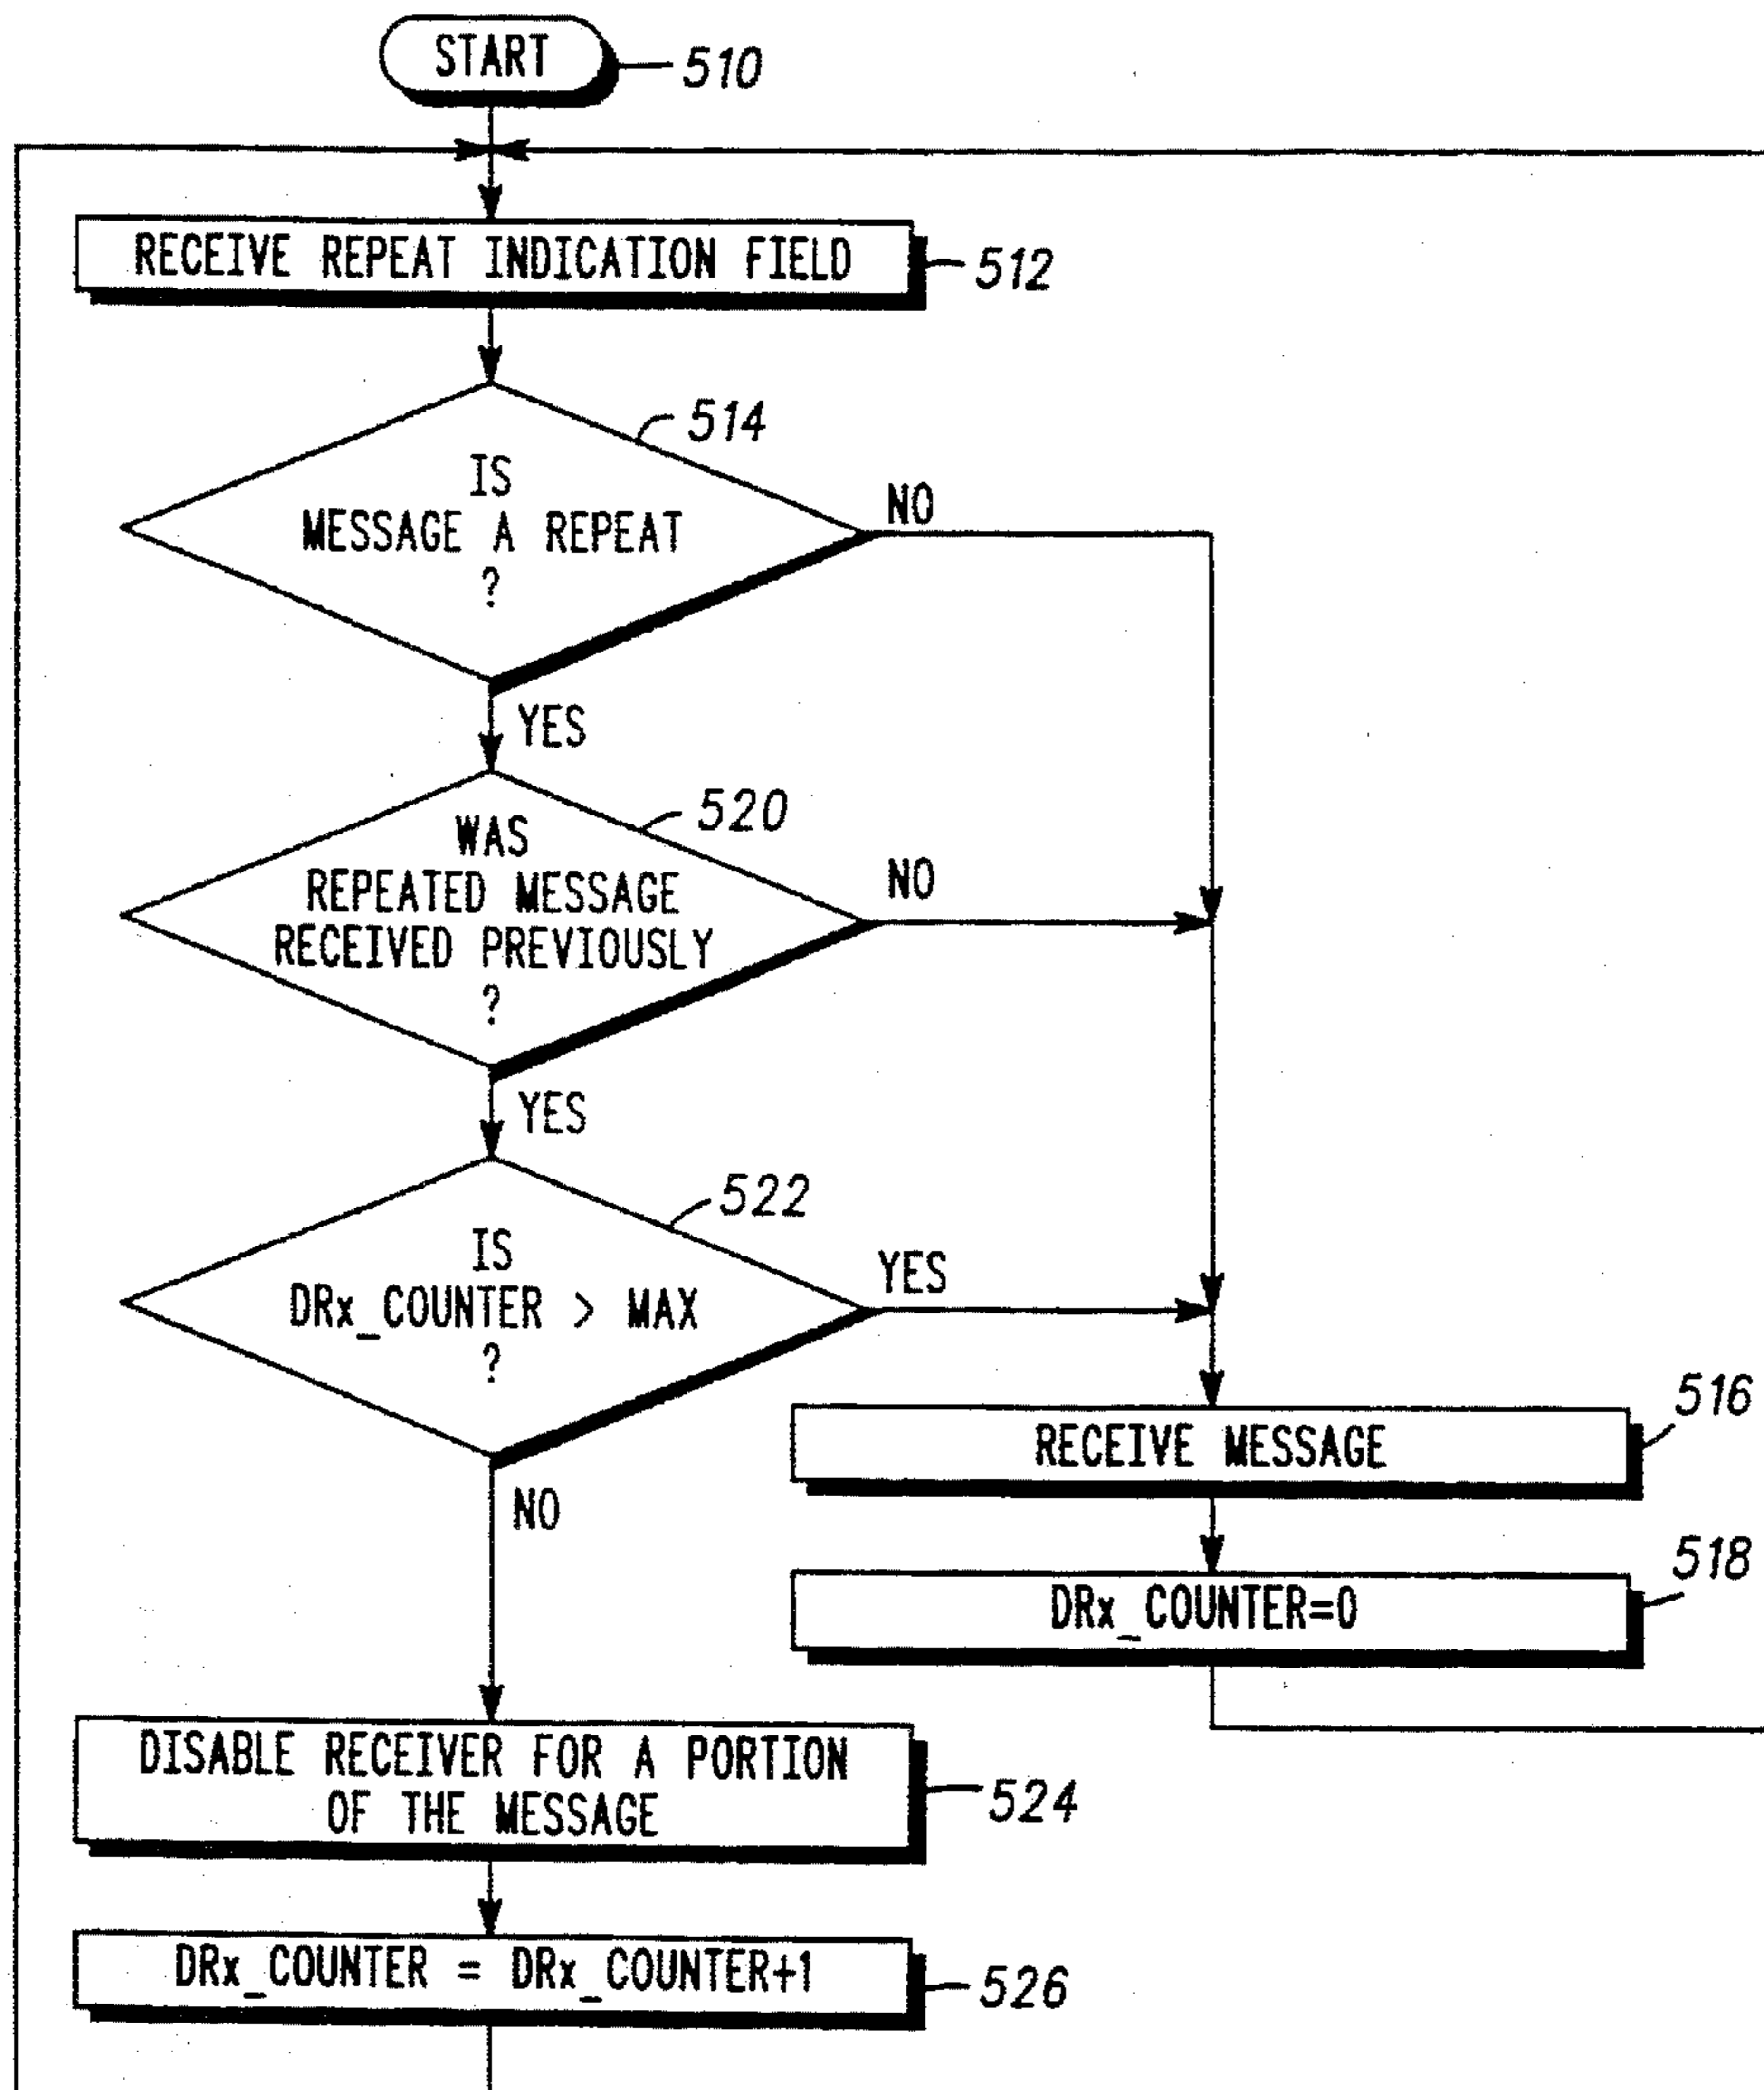 START
510
RECEIVE REPEAT INDICATION FIELD
512
514
IS
MESSAGE A REPEAT
?
NO
YES
520
WAS
REPEATED MESSAGE
RECEIVED PREVIOUSLY
?
NO
YES
522
IS
DRx_COUNTER > MAX
?
YES
NO
516
RECEIVE MESSAGE
518
DRx_COUNTER=0
DISABLE RECEIVER FOR A PORTION
OF THE MESSAGE
524
DRx_COUNTER = DRx_COUNTER+1
526